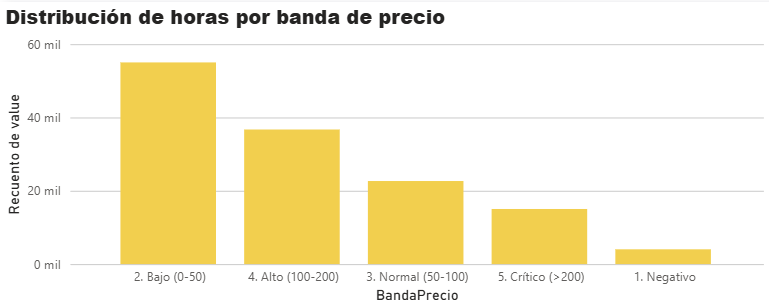 Distribución de horas por banda de precio
Recuento de value
60 mil
40 mil
20 mil
0 mil
2. Bajo (0-50)
4. Alto (100-200)
3. Normal (50-100)
5. Crítico (>200)
1. Negativo
BandaPrecio